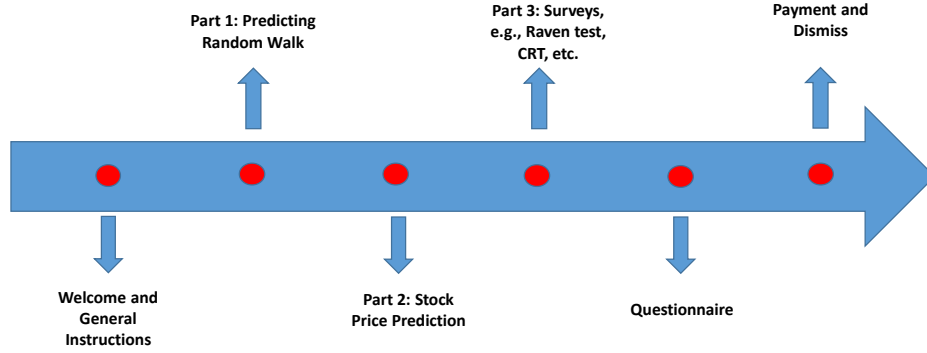 Part 1: Predicting
Random Walk
Part 3: Surveys,
e.g., Raven test,
CRT, etc.
Payment and
Dismiss
Welcome and
General
Instructions
Part 2: Stock
Price Prediction
Questionnaire